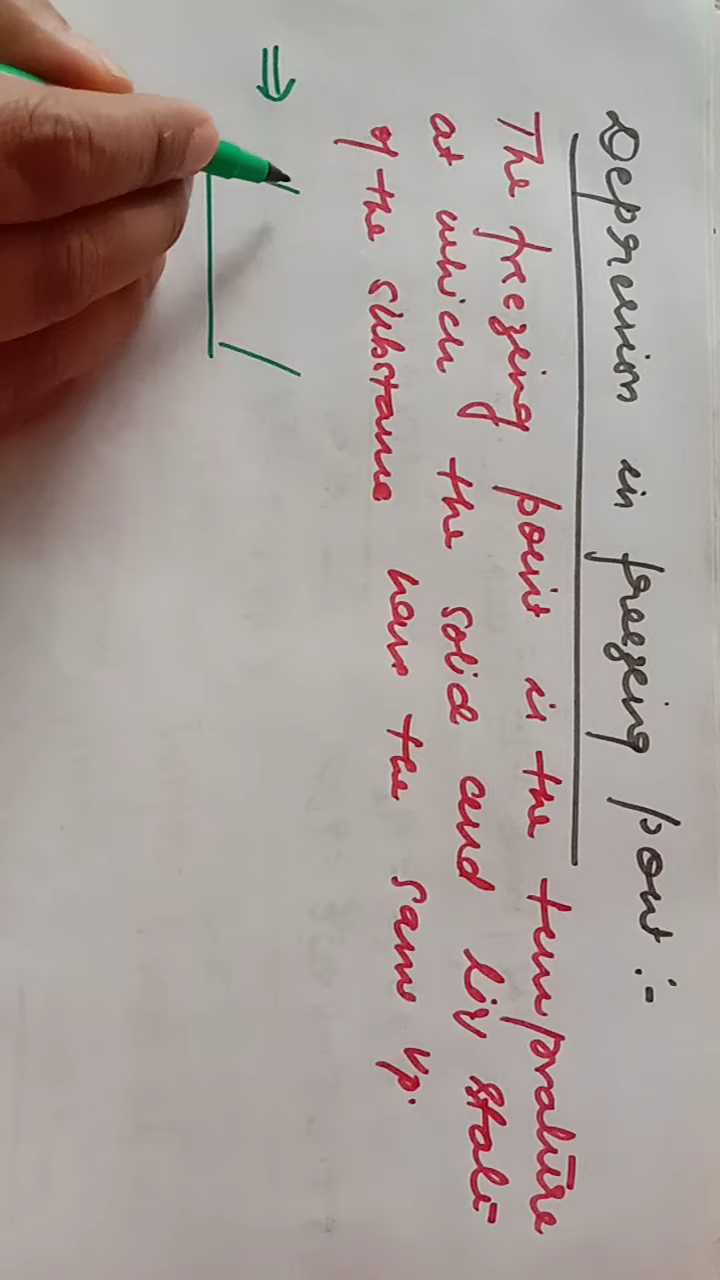 Depression in freezing point :-
The freezing point is the temperature
at which the solid and liq state
of the substance have the same v.p.
⇒